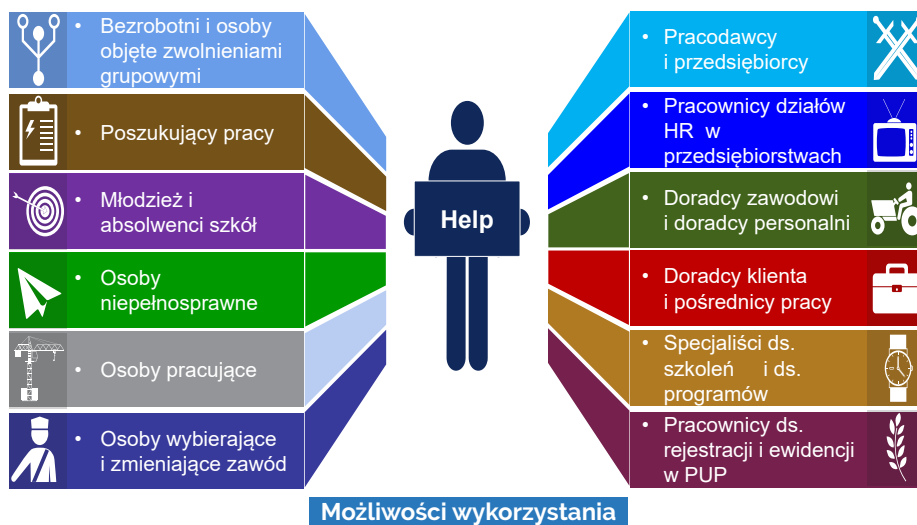 • Bezrobotni i osoby
objęte zwolnieniami
grupowymi
• Poszukujący pracy
• Młodzież i
absolwenci szkół
• Osoby
niepełnosprawne
• Osoby pracujące
• Osoby wybierające
i zmieniające zawód
Help
• Pracodawcy
i przedsiębiorcy
• Pracownicy działów
HR w
przedsiębiorstwach
• Doradcy zawodowi
i doradcy personalni
• Doradcy klienta
i pośrednicy pracy
• Specjaliści ds.
szkoleń i ds.
programów
• Pracownicy ds.
rejestracji i ewidencji
w PUP
Możliwości wykorzystania